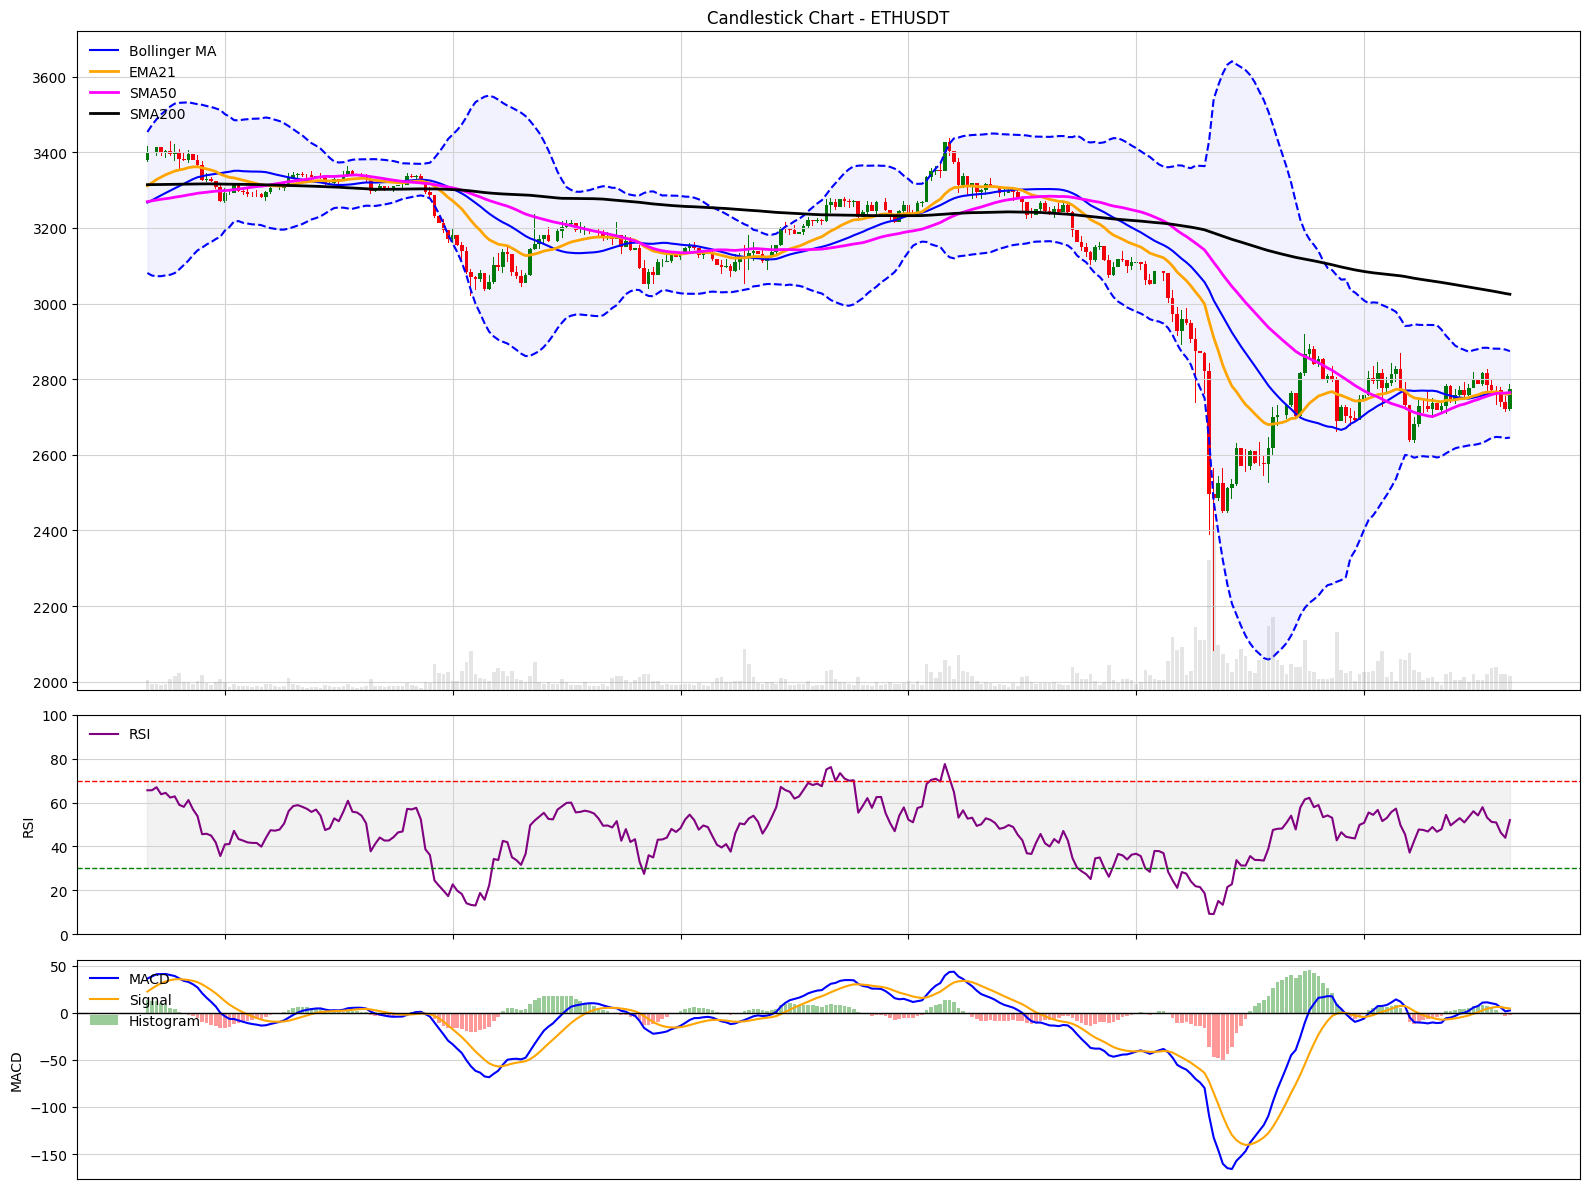 Candlestick Chart - ETHUSDT
Bollinger MA
EMA21
SMA50
SMA200
3600
3400
3200
3000
2800
2600
2400
2200
2000
RSI
100
80
60
40
20
0
RSI
MACD
Signal
Histogram
50
0
−50
−100
−150
MACD